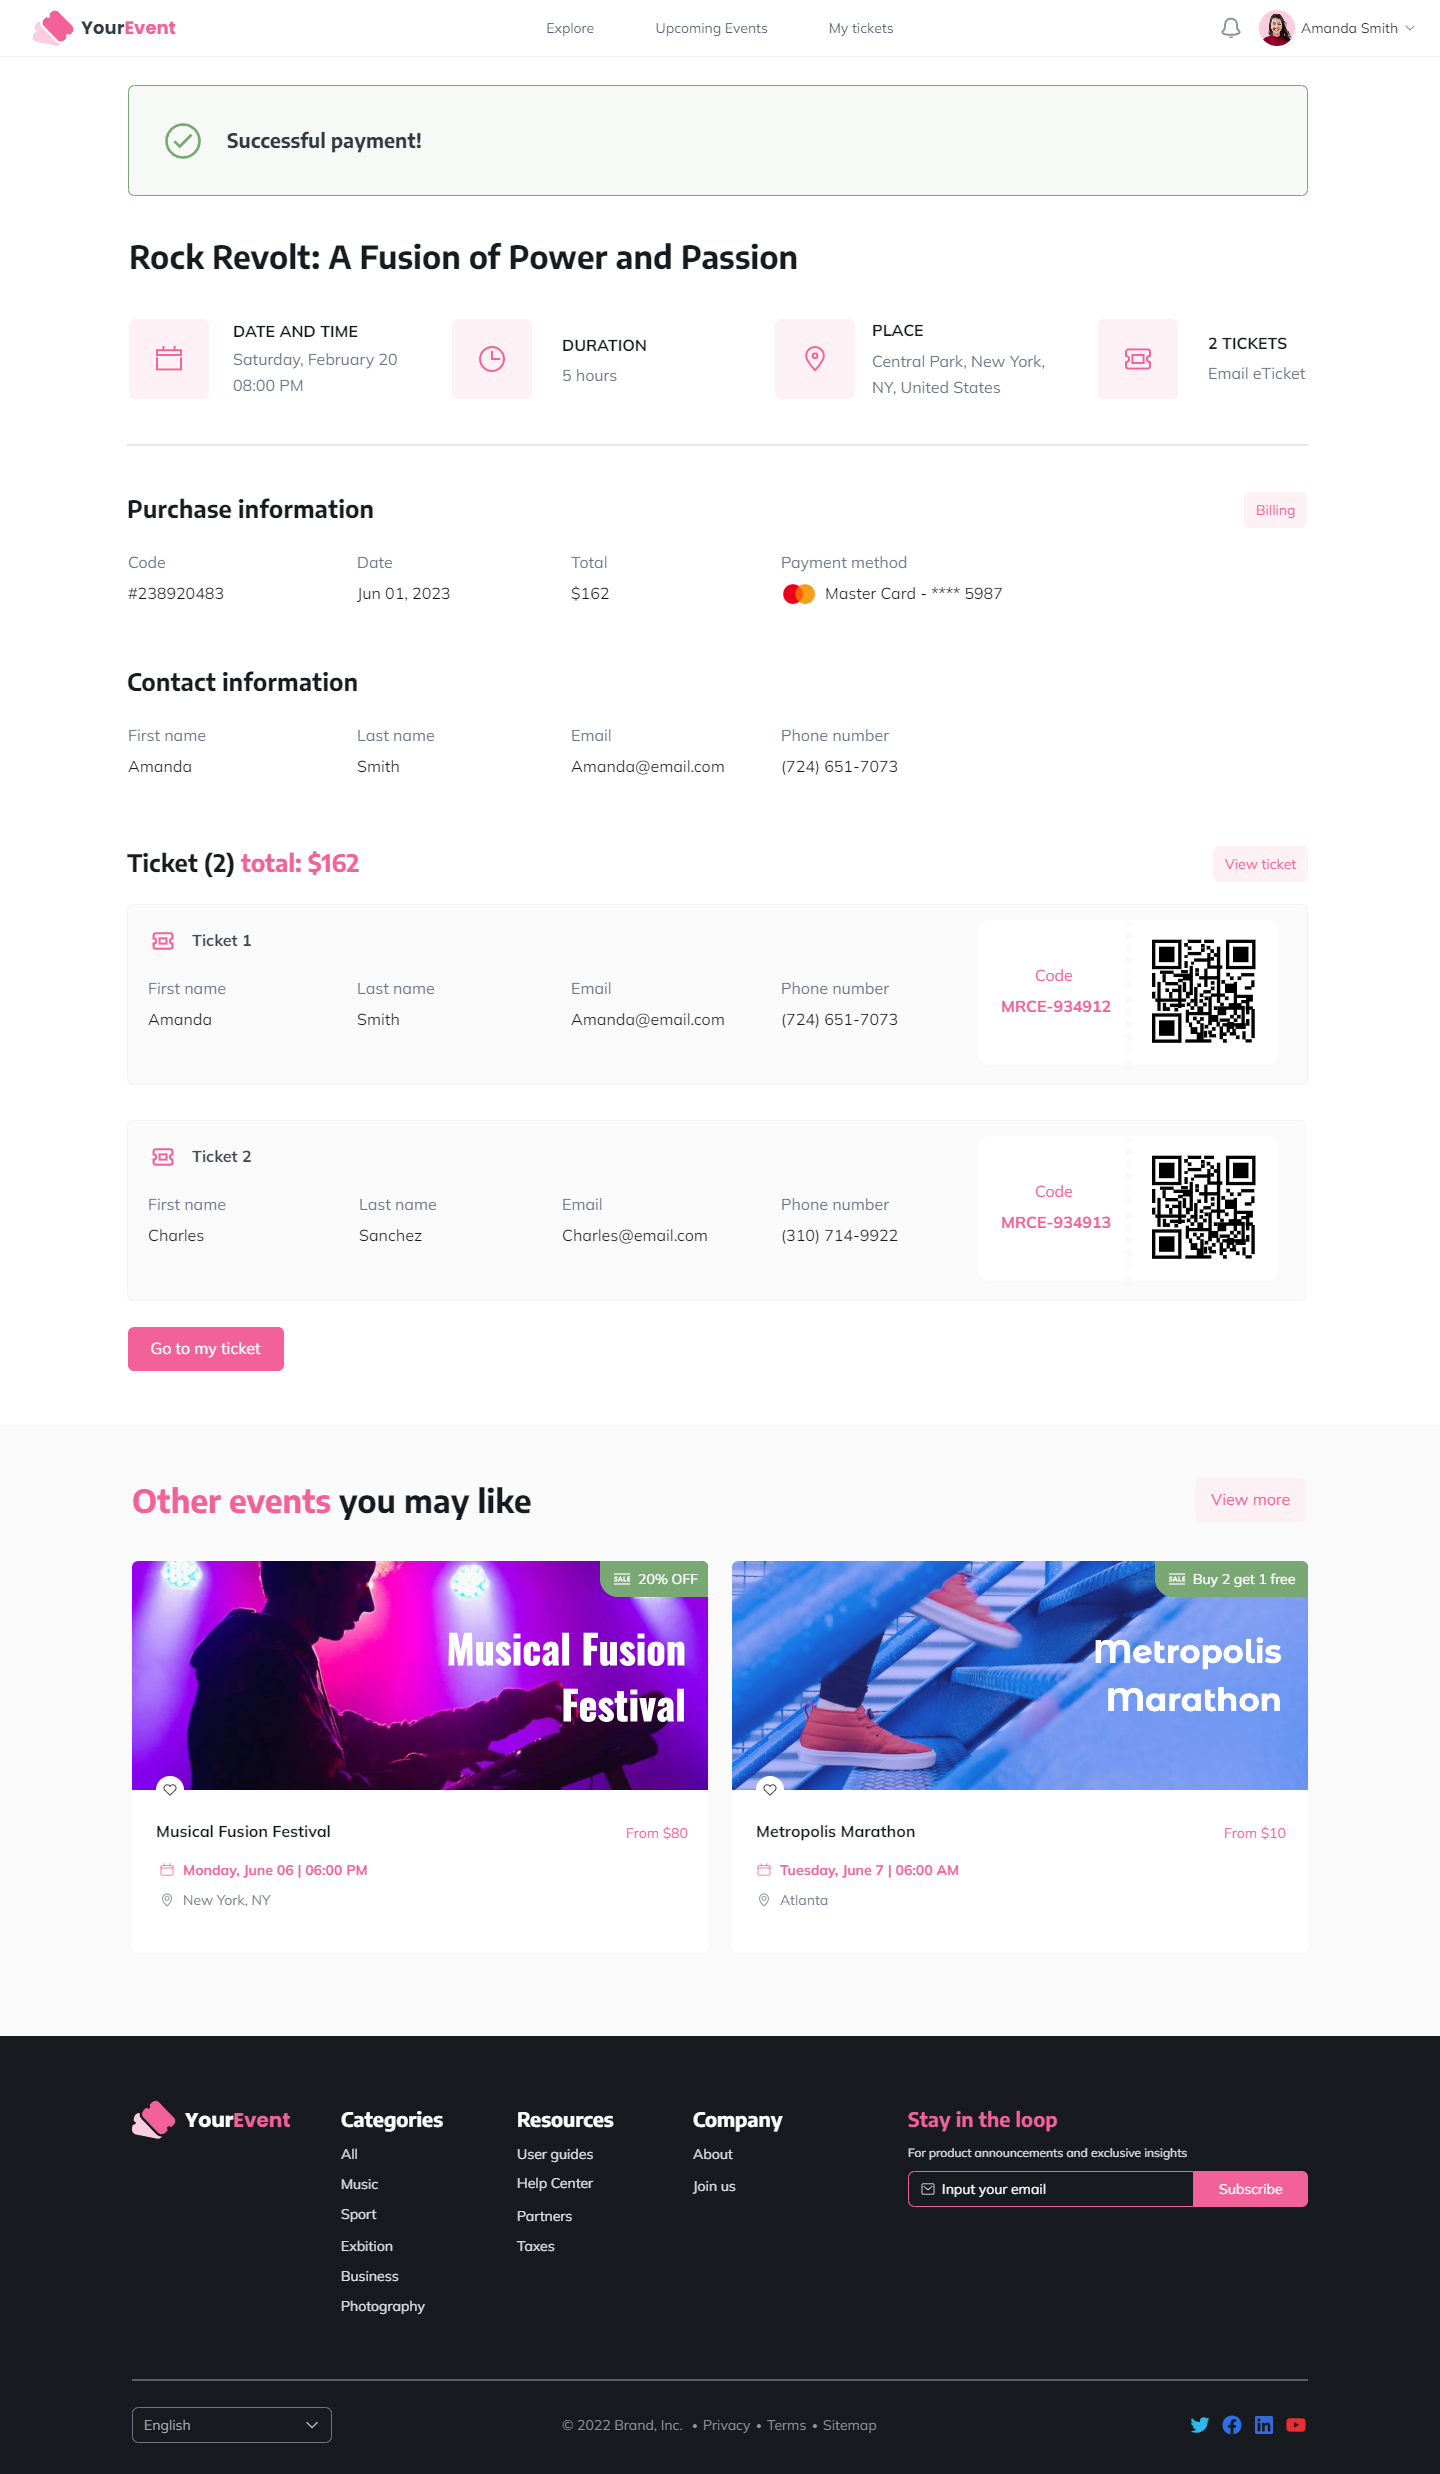 YourEvent
Explore
Upcoming Events
My tickets
Amanda Smith
Successful payment!
Rock Revolt: A Fusion of Power and Passion
DATE AND TIME
Saturday, February 20
08:00 PM
DURATION
5 hours
PLACE
Central Park, New York,
NY, United States
2 TICKETS
Email eTicket
Purchase information
Billing
Code
Date
Total
Payment method
#238920483
Jun 01, 2023
$162
Master Card - **** 5987
Contact information
First name
Last name
Email
Phone number
Amanda
Smith
Amanda@email.com
(724) 651-7073
Ticket (2) total: $162
View ticket
Ticket 1
First name
Last name
Email
Phone number
Amanda
Smith
Amanda@email.com
(724) 651-7073
Code
MRCE-934912
Ticket 2
First name
Last name
Email
Phone number
Charles
Sanchez
Charles@email.com
(310) 714-9922
Code
MRCE-934913
Go to my ticket
Other events you may like
View more
SALE 20% OFF
Musical Fusion
Festival
Musical Fusion Festival
From $80
Monday, June 06 | 06:00 PM
New York, NY
SALE Buy 2 get 1 free
Metropolis
Marathon
Metropolis Marathon
From $10
Tuesday, June 7 | 06:00 AM
Atlanta
YourEvent
Categories
All
Music
Sport
Exbition
Business
Photography
Resources
User guides
Help Center
Partners
Taxes
Company
About
Join us
Stay in the loop
For product announcements and exclusive insights
Input your email
Subscribe
English
© 2022 Brand, Inc. • Privacy • Terms • Sitemap